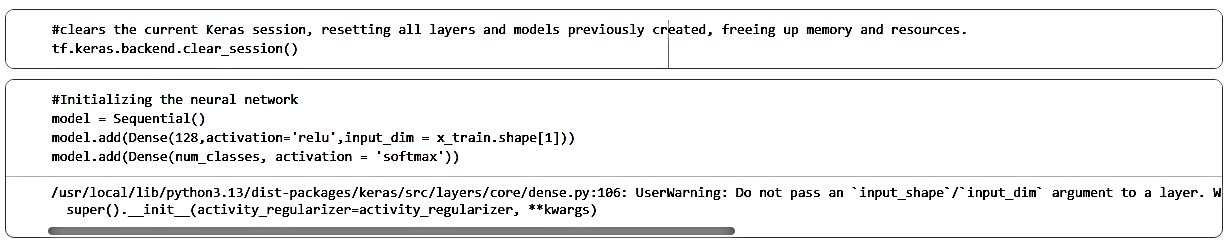 #clears the current Keras session, resetting all layers and models previously created, freeing up memory and resources.
tf.keras.backend.clear_session()
#Initializing the neural network
model = Sequential()
model.add(Dense(128,activation='relu',input_dim = x_train.shape[1]))
model.add(Dense(num_classes, activation = 'softmax'))
/usr/local/lib/python3.13/dist-packages/keras/src/layers/core/dense.py:106: UserWarning: Do not pass an `input_shape`/`input_dim` argument to a layer. W
super().__init__(activity_regularizer=activity_regularizer, **kwargs)